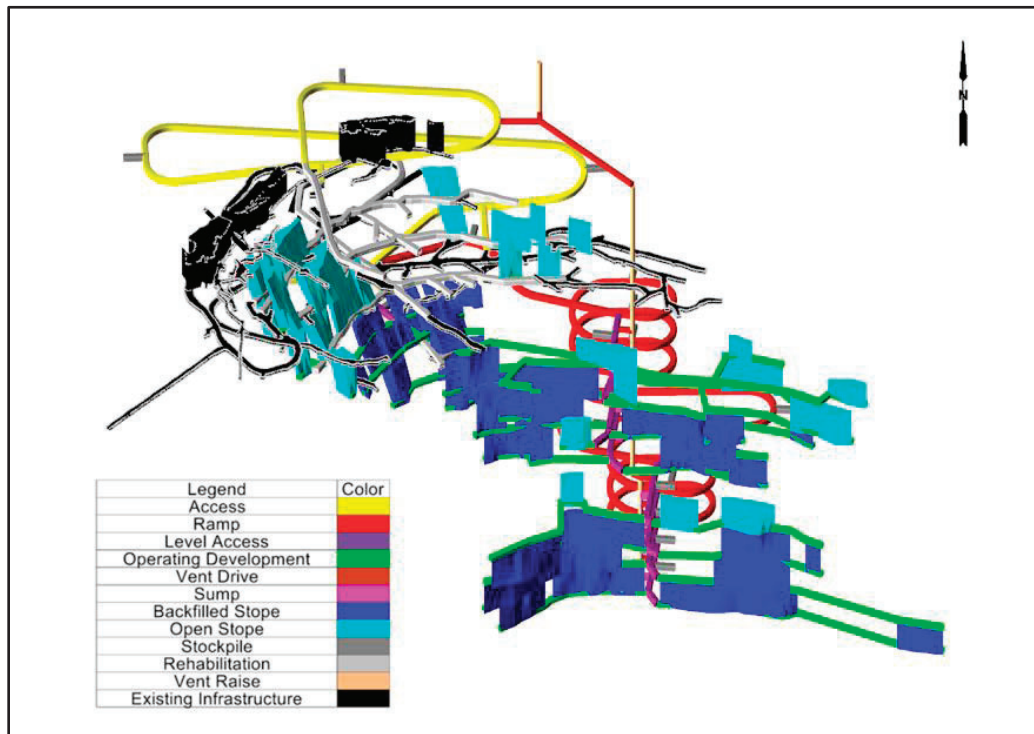 N
Legend Color
Access
Ramp
Level Access
Operating Development
Vent Drive
Sump
Backfilled Stope
Open Stope
Stockpile
Rehabilitation
Vent Raise
Existing Infrastructure